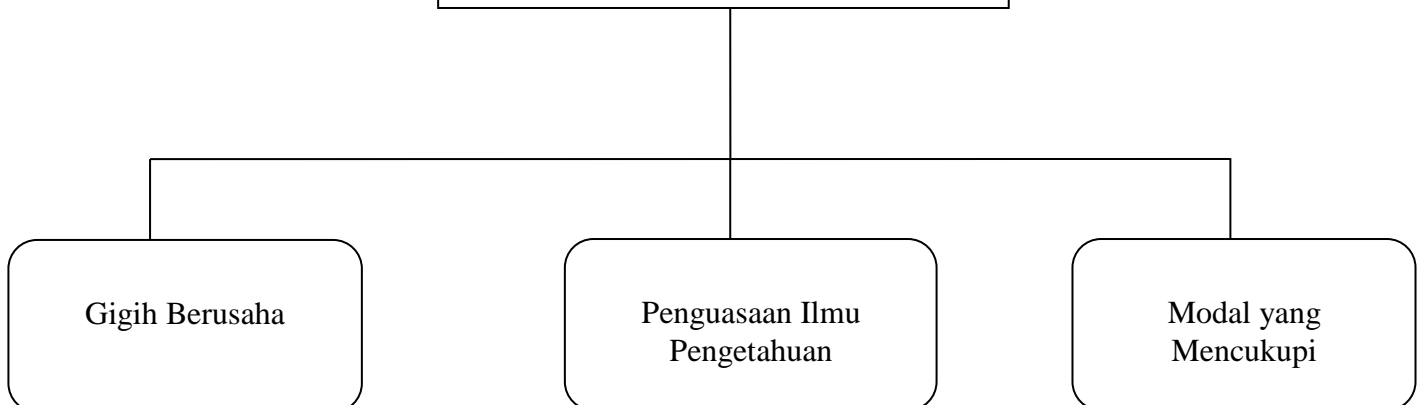 Gigih Berusaha
Penguasaan Ilmu
Pengetahuan
Modal yang
Mencukupi